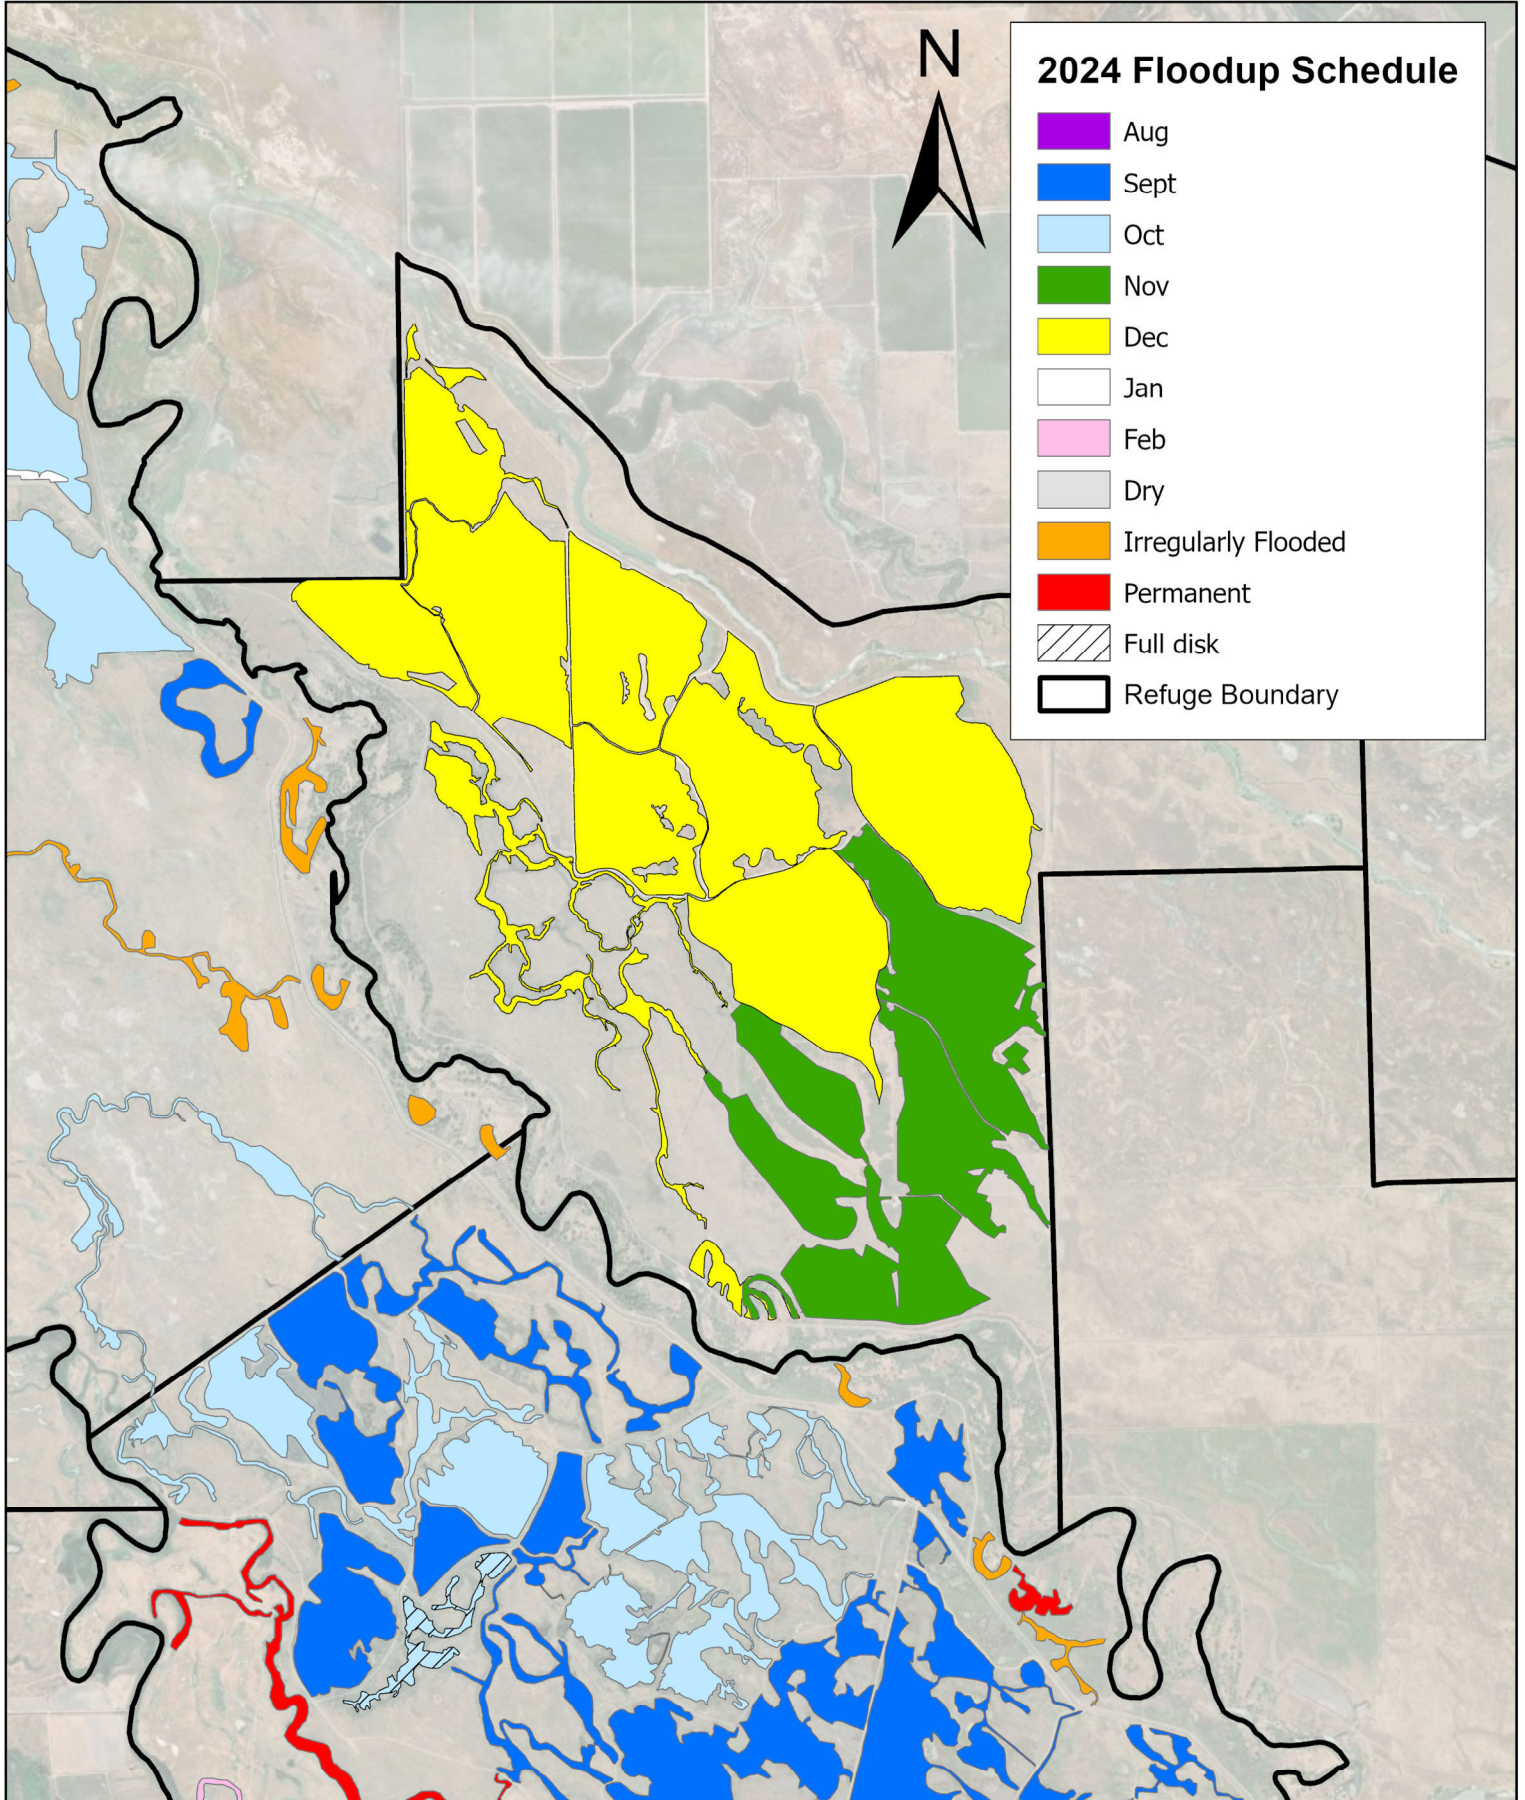 N
2024 Floodup Schedule
Aug
Sept
Oct
Nov
Dec
Jan
Feb
Dry
Irregularly Flooded
Permanent
Full disk
Refuge Boundary